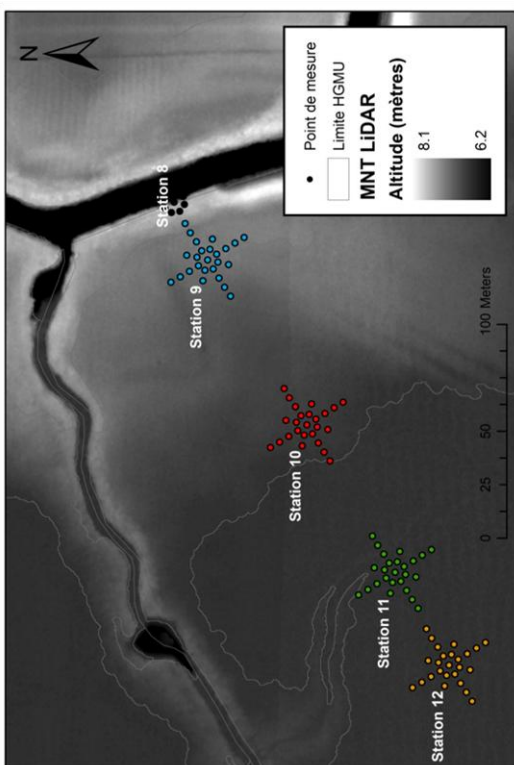 N
Station 8
Station 9
Station 10
Station 11
Station 12
Point de mesure
Limite HGMU
MNT LiDAR
Altitude (mètres)
8.1
6.2
0 25 50 100 Meters